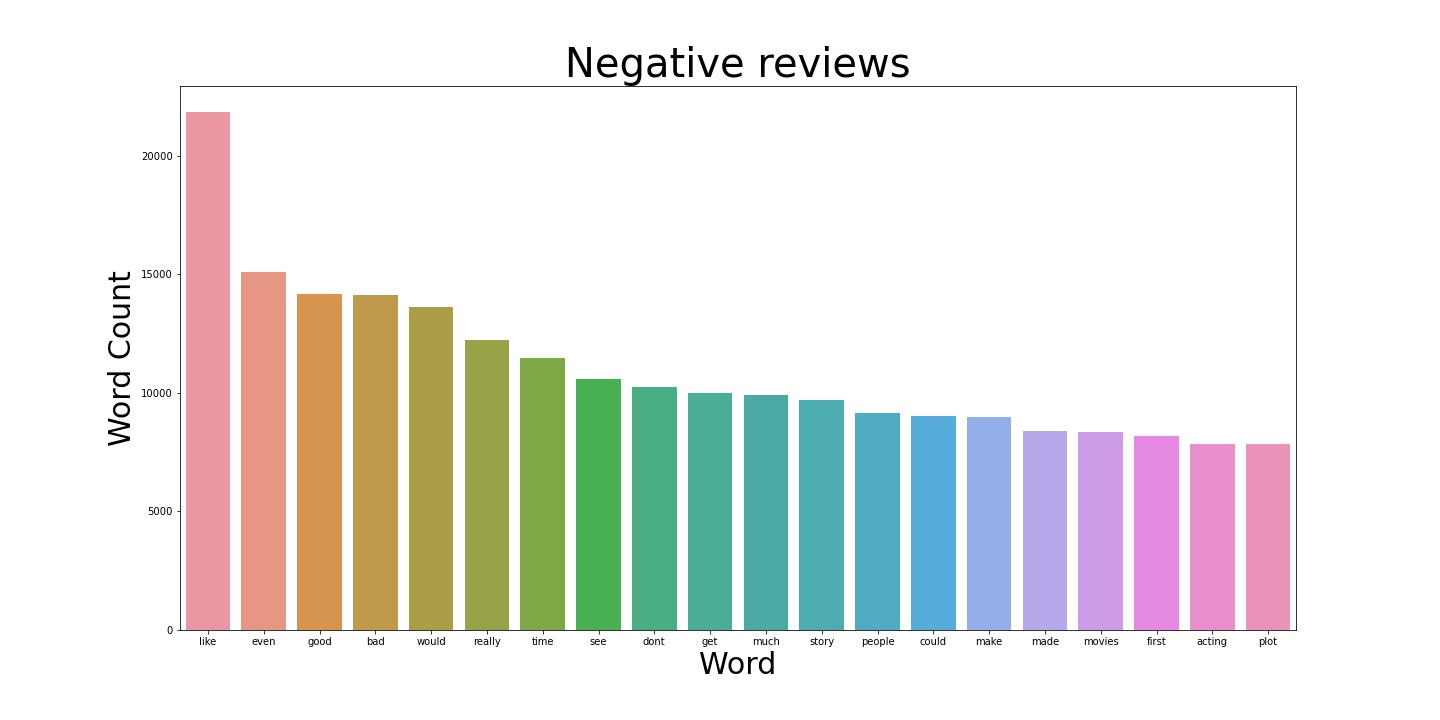 Negative reviews
Word Count
20000
15000
10000
5000
0
like even good bad would really time see dont get much story people could make made movies first acting plot
Word